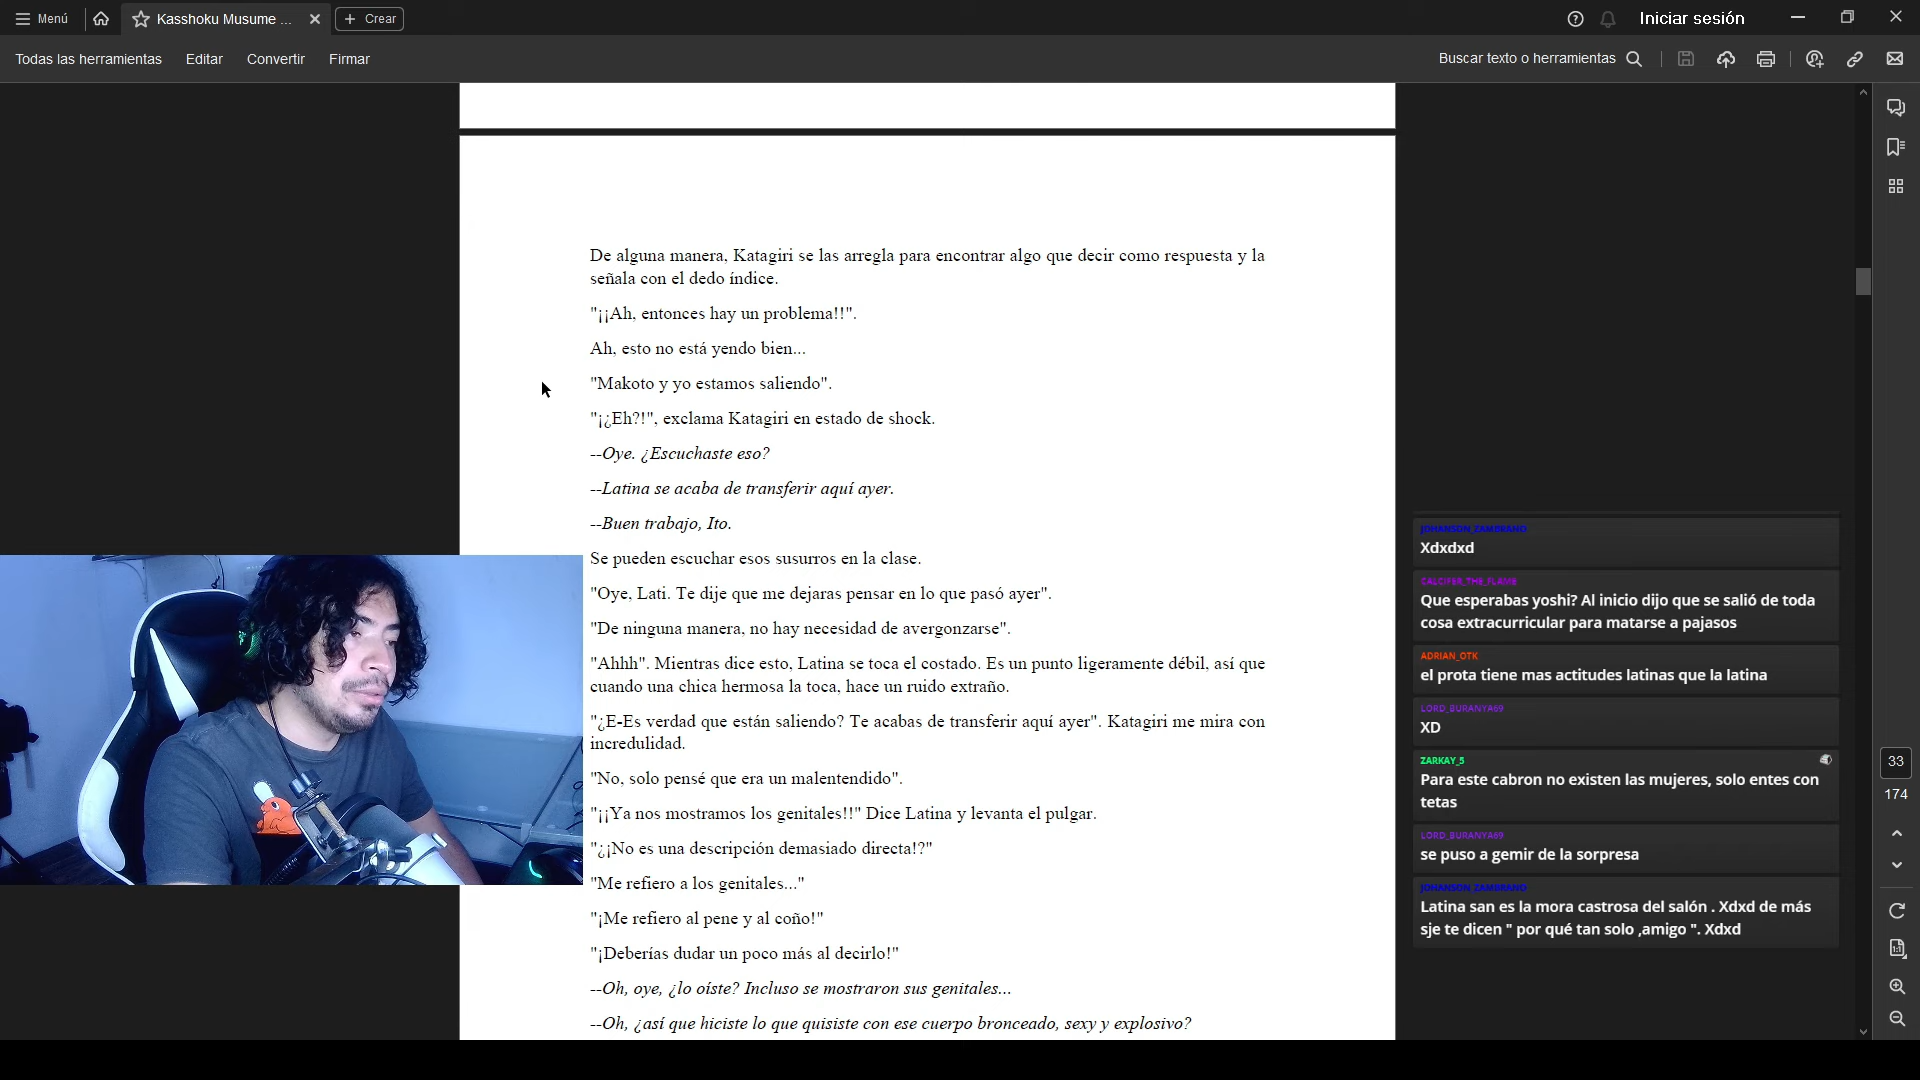 Menú
Kasshoku Musume ...
Crear
Iniciar sesión
Todas las herramientas
Editar
Convertir
Firmar
Buscar texto o herramientas
De alguna manera, Katagiri se las arregla para encontrar algo que decir como respuesta y la
señala con el dedo índice.
"¡¡Ah, entonces hay un problema!!".
Ah, esto no está yendo bien...
"Makoto y yo estamos saliendo".
"¡¿Eh?!", exclama Katagiri en estado de shock.
--Oye. ¿Escuchaste eso?
--Latina se acaba de transferir aquí ayer.
--Buen trabajo, Ito.
Se pueden escuchar esos susurros en la clase.
"Oye, Lati. Te dije que me dejaras pensar en lo que pasó ayer".
"De ninguna manera, no hay necesidad de avergonzarse".
"Ahhh". Mientras dice esto, Latina se toca el costado. Es un punto ligeramente débil, así que
cuando una chica hermosa la toca, hace un ruido extraño.
"¿E-Es verdad que están saliendo? Te acabas de transferir aquí ayer". Katagiri me mira con
incredulidad.
"No, solo pensé que era un malentendido".
"¡¡Ya nos mostramos los genitales!!" Dice Latina y levanta el pulgar.
"¿¡No es una descripción demasiado directa!?"
"Me refiero a los genitales..."
"¡Me refiero al pene y al coño!"
"¡Deberías dudar un poco más al decirlo!"
--Oh, oye, ¿lo oíste? Incluso se mostraron sus genitales...
--Oh, ¿así que hiciste lo que quisiste con ese cuerpo bronceado, sexy y explosivo?
JOHANSON_ZAMBRANO
Xdxdxd
CALCIFER_THE_FLAME
Que esperabas yoshi? Al inicio dijo que se salió de toda
cosa extracurricular para matarse a pajasos
ADRIAN_OTK
el prota tiene mas actitudes latinas que la latina
LORD_BURANYA69
XD
ZARKAY_5
Para este cabron no existen las mujeres, solo entes con
tetas
LORD_BURANYA69
se puso a gemir de la sorpresa
JOHANSON_ZAMBRANO
Latina san es la mora castrosa del salón . Xdxd de más
sje te dicen " por qué tan solo ,amigo ". Xdxd
33
174
1:1